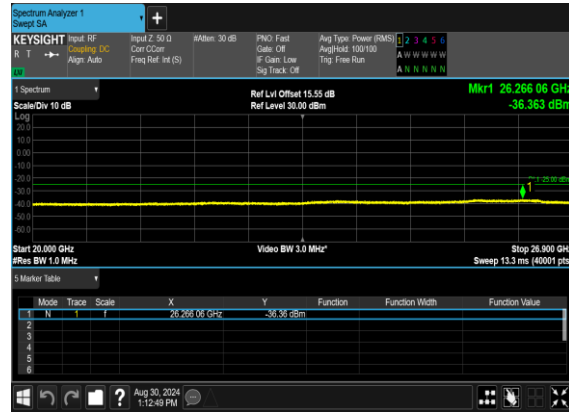 Spectrum Analyzer 1
Swept SA
+
KEYSIGHT Input: RF Input Z: 50 Ω #Atten: 30 dB PNO: Fast Avg Type: Power (RMS) 1 2 3 4 5 6
R T Coupling: DC Corr CCorr Gate: Off Avg|Hold: 100/100 A W W W W W
Align: Auto Freq Ref: Int (S) IF Gain: Low Trig: Free Run
Sig Track: Off A N N N N N
1 Spectrum Ref Lvl Offset 15.55 dB Mkr1 26.266 06 GHz
Scale/Div 10 dB Ref Level 30.00 dBm -36.363 dBm
Log
20.0
10.0
0.00
-10.0
-20.0
-30.0
-40.0
-50.0
-60.0
1
Start 20.000 GHz Video BW 3.0 MHz* Stop 26.900 GHz
#Res BW 1.0 MHz Sweep 13.3 ms (40001 pts
5 Marker Table
Mode Trace Scale X Y Function Function Width Function Value
1 N 1 f 26.266 06 GHz -36.36 dBm
2
3
4
5
6
? Aug 30, 2024
1:12:49 PM